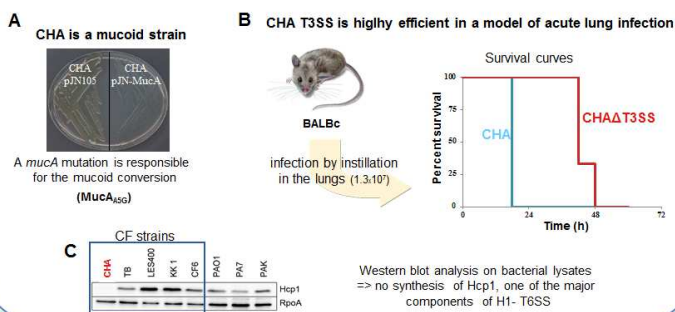 A
CHA is a mucoid strain
CHA
pJN105
CHA
pJN-MucA
A mucA mutation is responsible
for the mucoid conversion
(MucAA5G)
B
CHA T3SS is higlhy efficient in a model of acute lung infection
BALBc
infection by instillation
in the lungs (1.3x10⁷)
Survival curves
Percent survival
100
75
50
25
0
CHA
CHAΔT3SS
0 24 48 72
Time (h)
C
CF strains
CHA
TB
LES400
KK 1
CF6
PAO1
PA7
PAK
Hcp1
RpoA
Western blot analysis on bacterial lysates
=> no synthesis of Hcp1, one of the major
components of H1- T6SS